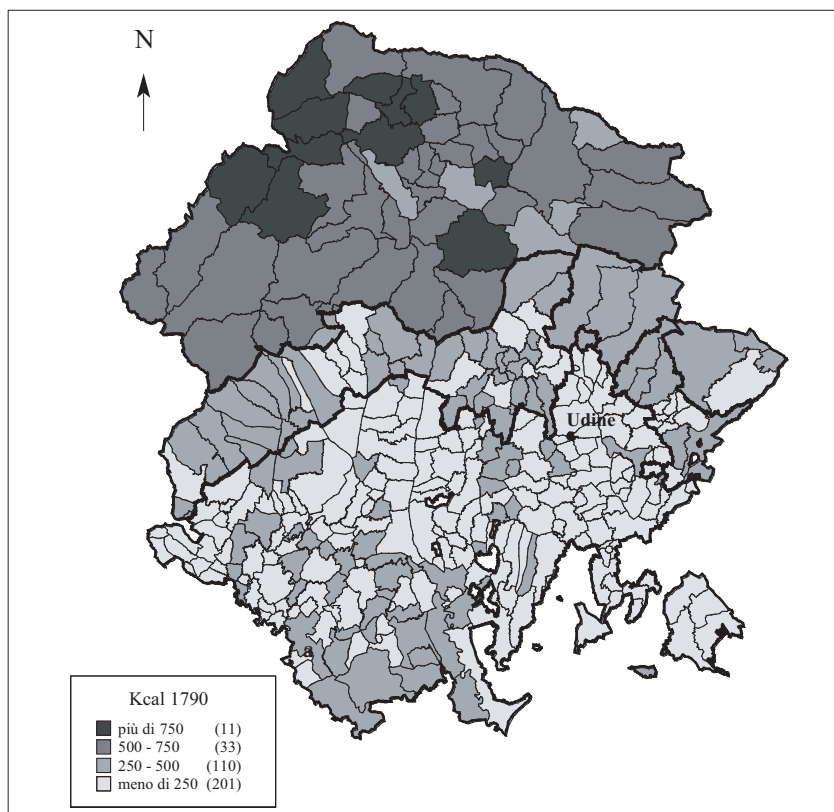 N
Udine
a
Kcal 1790
più di 750 (11)
500 - 750 (33)
250 - 500 (110)
meno di 250 (201)